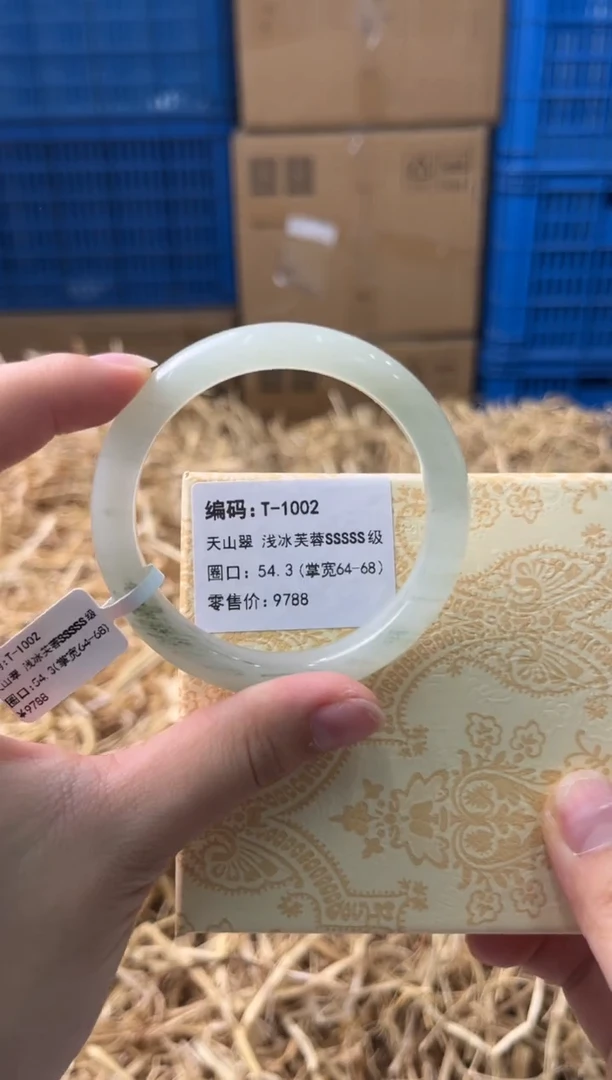 编码:T-1002
天山翠 浅冰芙蓉SSSSS级
圈口: 54.3(掌宽64-68)
零售价:9788
:T-1002
山翠 浅冰芙蓉SSSSS级
圈口:54.3(掌宽64-68)
¥9788